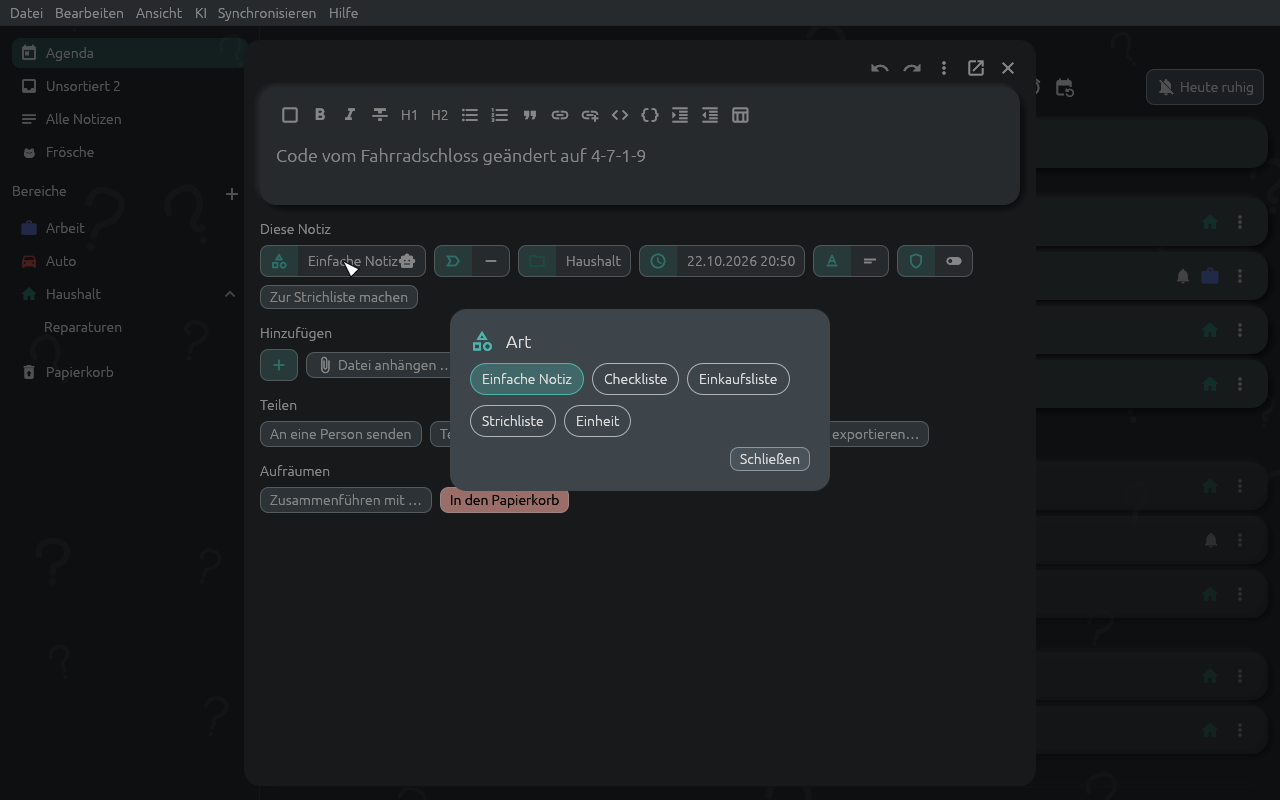 Datei Bearbeiten Ansicht KI Synchronisieren Hilfe
Agenda
Unsortiert 2
Alle Notizen
Frösche
Bereiche
Arbeit
Auto
Haushalt
Reparaturen
Papierkorb
Heute ruhig
H1 H2
Code vom Fahrradschloss geändert auf 4-7-1-9
Diese Notiz
Einfache Notiz Haushalt 22.10.2026 20:50
Zur Strichliste machen
Hinzufügen
Datei anhängen ...
Teilen
An eine Person senden exportieren...
Aufräumen
Zusammenführen mit ... In den Papierkorb
Art
Einfache Notiz Checkliste Einkaufsliste
Strichliste Einheit
Schließen